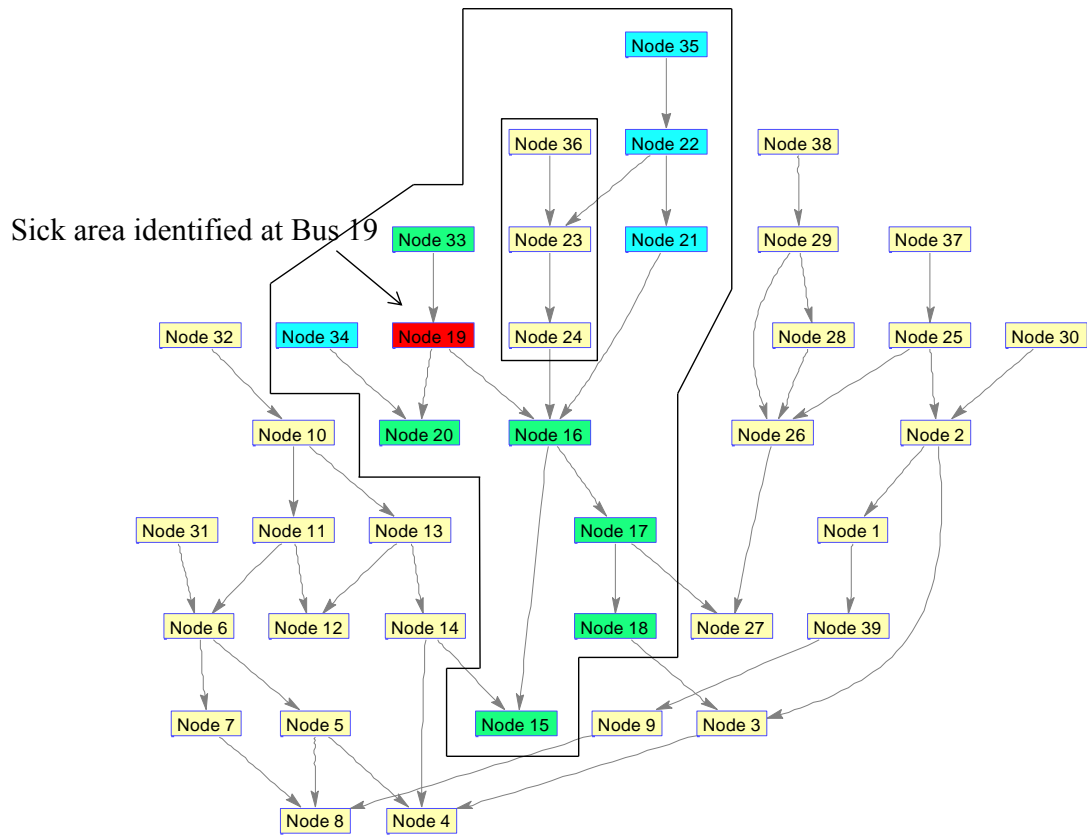 Node 35
Node 36
Node 22
Node 38
Sick area identified at Bus 19
Node 33
Node 23
Node 21
Node 29
Node 37
Node 32
Node 34
Node 19
Node 24
Node 28
Node 25
Node 30
Node 10
Node 20
Node 16
Node 26
Node 2
Node 31
Node 11
Node 13
Node 17
Node 1
Node 6
Node 12
Node 14
Node 18
Node 27
Node 39
Node 7
Node 5
Node 15
Node 9
Node 3
Node 8
Node 4